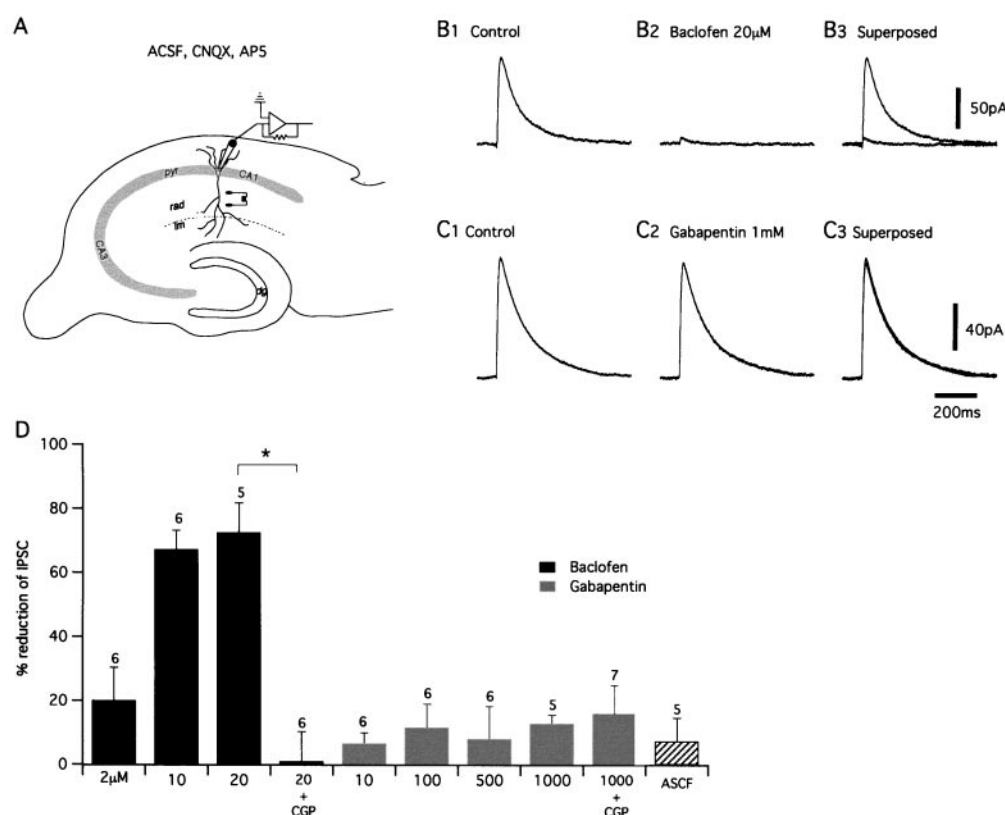 A
ACSF, CNQX, AP5
pyr
CA1
rad
lm
CA3
dg
B1 Control
B2 Baclofen 20μM
B3 Superposed
50pA
C1 Control
C2 Gabapentin 1mM
C3 Superposed
40pA
200ms
D
% reduction of IPSC
100
80
60
40
20
0
6
6
5
*
6
6
6
6
5
7
5
Baclofen
Gabapentin
2μM
10
20
20 + CGP
10
100
500
1000
1000 + CGP
ASCF